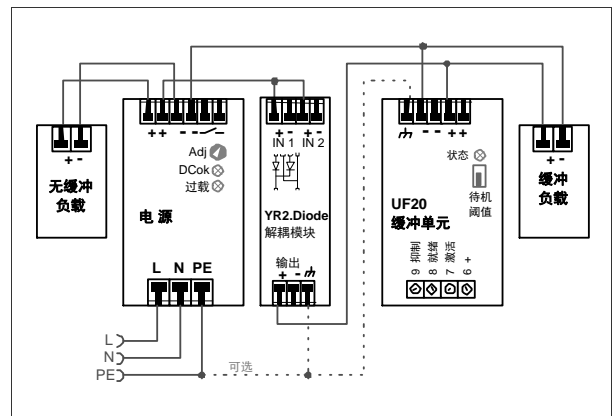 + -
无缓冲
负载
+ + - -
Adj
DCok
过载
电 源
L N PE
+ - + -
IN 1 IN 2
YR2.Diode
解耦模块
输出
+ -
- - + +
状态
待机
阈值
UF20
缓冲单元
9 抑制
8 就绪
7 激活
6 +
+ -
缓冲
负载
L
N
PE
可选